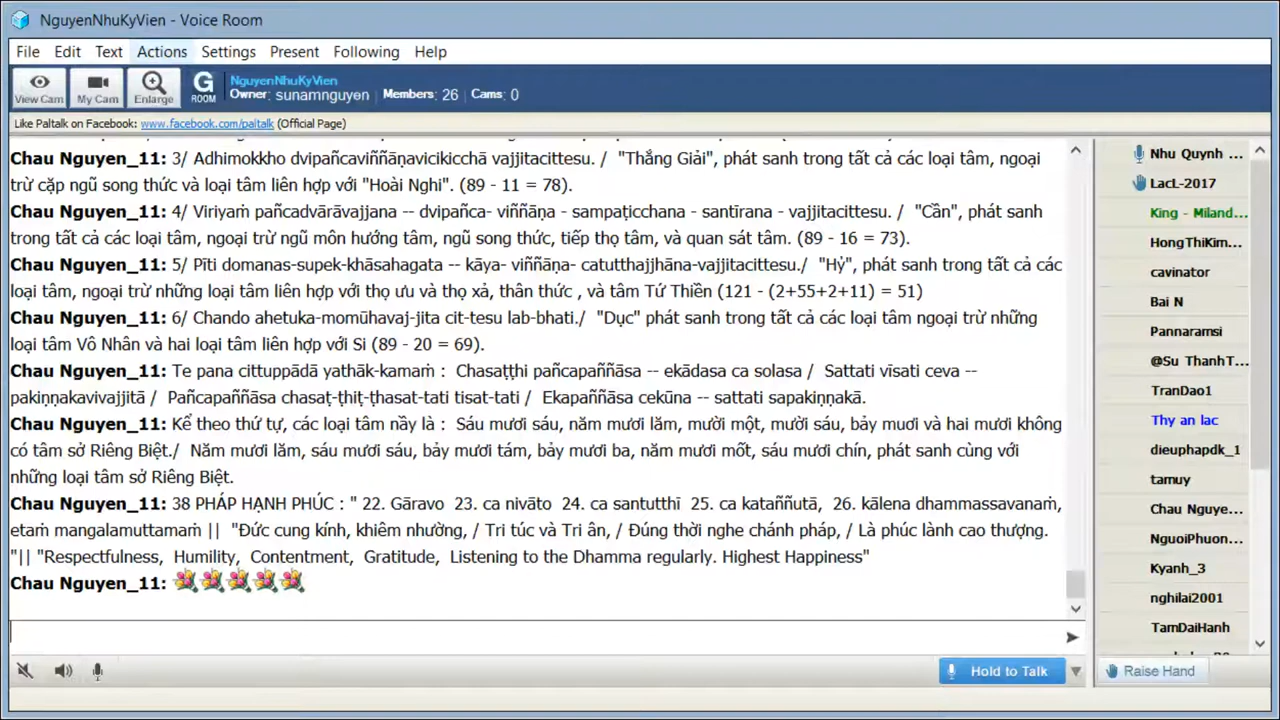 NguyenNhuKyVien - Voice Room
File Edit Text Actions Settings Present Following Help
View Cam My Cam Enlarge G ROOM
NguyenNhuKyVien
Owner: sunamnguyen Members: 26 Cams: 0
Like Paltalk on Facebook: www.facebook.com/paltalk (Official Page)
Chau Nguyen_11: 3/ Adhimokkho dvipañcaviññāṇavicikicchā vajjitacittesu. / "Thắng Giải", phát sanh trong tất cả các loại tâm, ngoại
trừ cặp ngũ song thức và loại tâm liên hợp với "Hoài Nghi". (89 - 11 = 78).
Chau Nguyen_11: 4/ Viriyaṁ pañcadvārāvajjana -- dvipañca- viññāṇa - sampaṭicchana - santīrana - vajjitacittesu. / "Cần", phát sanh
trong tất cả các loại tâm, ngoại trừ ngũ môn hướng tâm, ngũ song thức, tiếp thọ tâm, và quan sát tâm. (89 - 16 = 73).
Chau Nguyen_11: 5/ Pīti domanas-supek-khāsahagata -- kāya- viññāṇa- catutthajjhāna-vajjitacittesu./ "Hỷ", phát sanh trong tất cả các
loại tâm, ngoại trừ những loại tâm liên hợp với thọ ưu và thọ xả, thân thức , và tâm Tứ Thiền (121 - (2+55+2+11) = 51)
Chau Nguyen_11: 6/ Chando ahetuka-momūhavaj-jita cit-tesu lab-bhati./ "Dục" phát sanh trong tất cả các loại tâm ngoại trừ những
loại tâm Vô Nhân và hai loại tâm liên hợp với Si (89 - 20 = 69).
Chau Nguyen_11: Te pana cittuppādā yathāk-kamaṁ : Chasaṭṭhi pañcapaññāsa -- ekādasa ca solasa / Sattati vīsati ceva --
pakiṇṇakavivajjitā / Pañcapaññāsa chasaṭ-ṭhiṭ-ṭhasat-tati tisat-tati / Ekapaññāsa cekūna -- sattati sapakiṇṇakā.
Chau Nguyen_11: Kể theo thứ tự, các loại tâm nầy là : Sáu mươi sáu, năm mươi lăm, mười một, mười sáu, bảy mươi và hai mươi không
có tâm sở Riêng Biệt./ Năm mươi lăm, sáu mươi sáu, bảy mươi tám, bảy mươi ba, năm mươi mốt, sáu mươi chín, phát sanh cùng với
những loại tâm sở Riêng Biệt.
Chau Nguyen_11: 38 PHÁP HẠNH PHÚC : " 22. Gāravo 23. ca nivāto 24. ca santutthī 25. ca kataññutā, 26. kālena dhammassavanaṁ,
etaṁ mangalamuttamaṁ || "Đức cung kính, khiêm nhường, / Tri túc và Tri ân, / Đúng thời nghe chánh pháp, / Là phúc lành cao thượng.
"|| "Respectfulness, Humility, Contentment, Gratitude, Listening to the Dhamma regularly. Highest Happiness"
Chau Nguyen_11:
Nhu Quynh ...
LacL-2017
King - Miland...
HongThiKim...
cavinator
Bai N
Pannaramsi
@Su ThanhT...
TranDao1
Thy an lac
dieuphapdk_1
tamuy
Chau Nguye...
NguoiPhuon...
Kyanh_3
nghilai2001
TamDaiHanh
Hold to Talk
Raise Hand